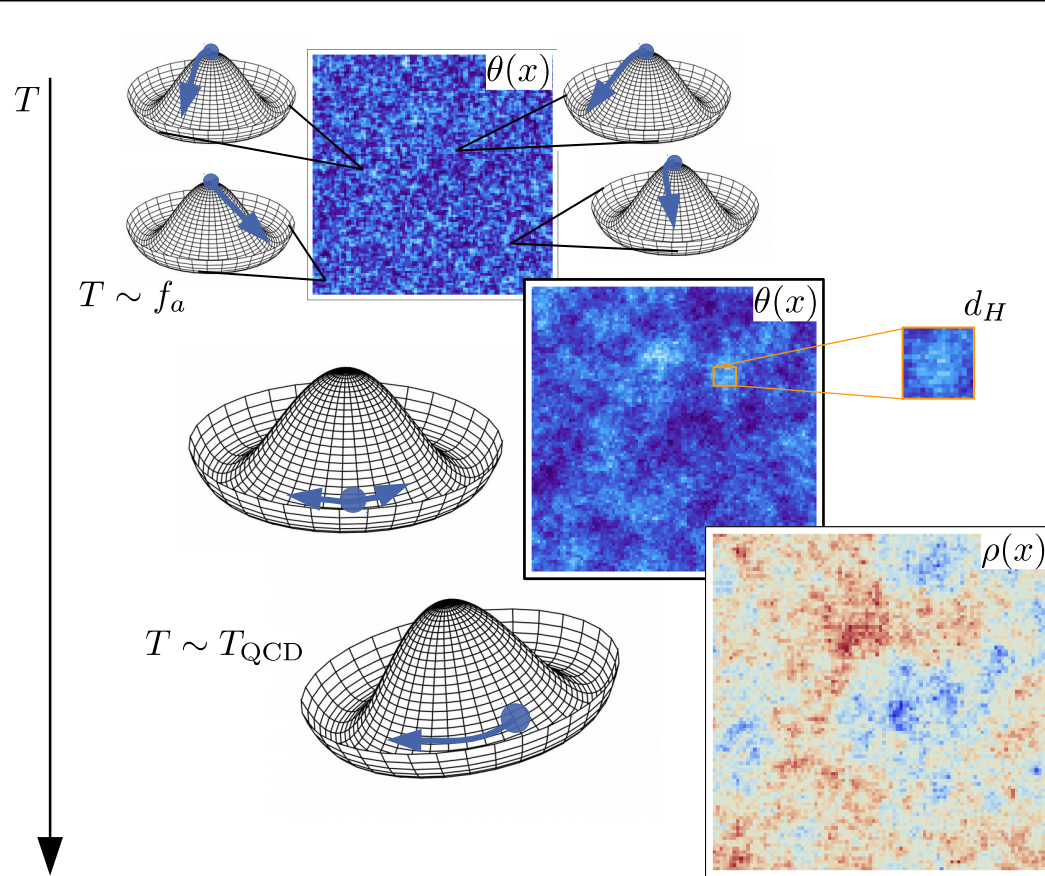 T
θ(x)
T ∼ f_a
θ(x)
d_H
ρ(x)
T ∼ T_QCD